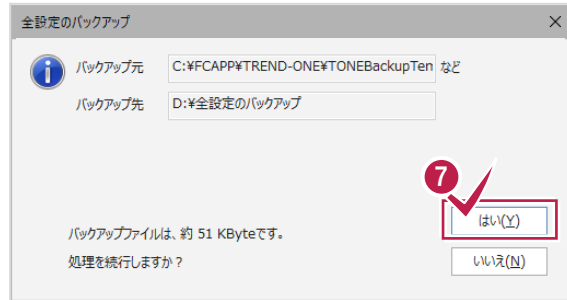 全設定のバックアップ
バックアップ元 C:¥FCAPP¥TREND-ONE¥TONEBackupTen など
バックアップ先 D:¥全設定のバックアップ
7
はい(Y)
バックアップファイルは、約 51 KByteです。
処理を続行しますか？
いいえ(N)